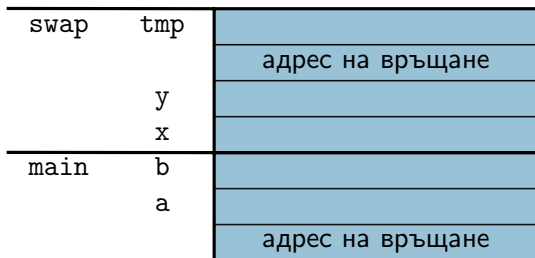 swap tmp
адрес на връщане
y
x
main b
a
адрес на връщане